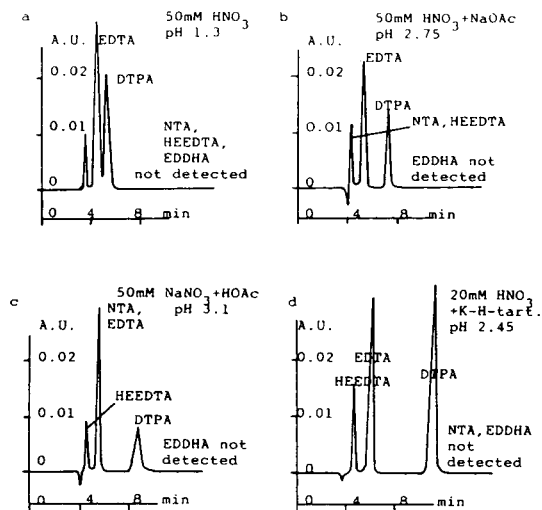 a
50mM HNO3
pH 1.3
A.U.
EDTA
DTPA
0.02
0.01
0
NTA,
HEEDTA,
EDDHA
not detected
0 4 8 min
b
50mM HNO3+NaOAc
pH 2.75
A.U.
EDTA
DTPA
0.02
0.01
0
NTA,HEEDTA
EDDHA not
detected
0 4 8 min
c
50mM NaNO3+HOAc
pH 3.1
A.U.
NTA,
EDTA
0.02
0.01
0
HEEDTA
DTPA
EDDHA not
detected
0 4 8 min
d
20mM HNO3
+K-H-tart.
pH 2.45
A.U.
0.02
0.01
0
EDTA
HEEDTA
DTPA
NTA,EDDHA
not
detected
0 4 8 min